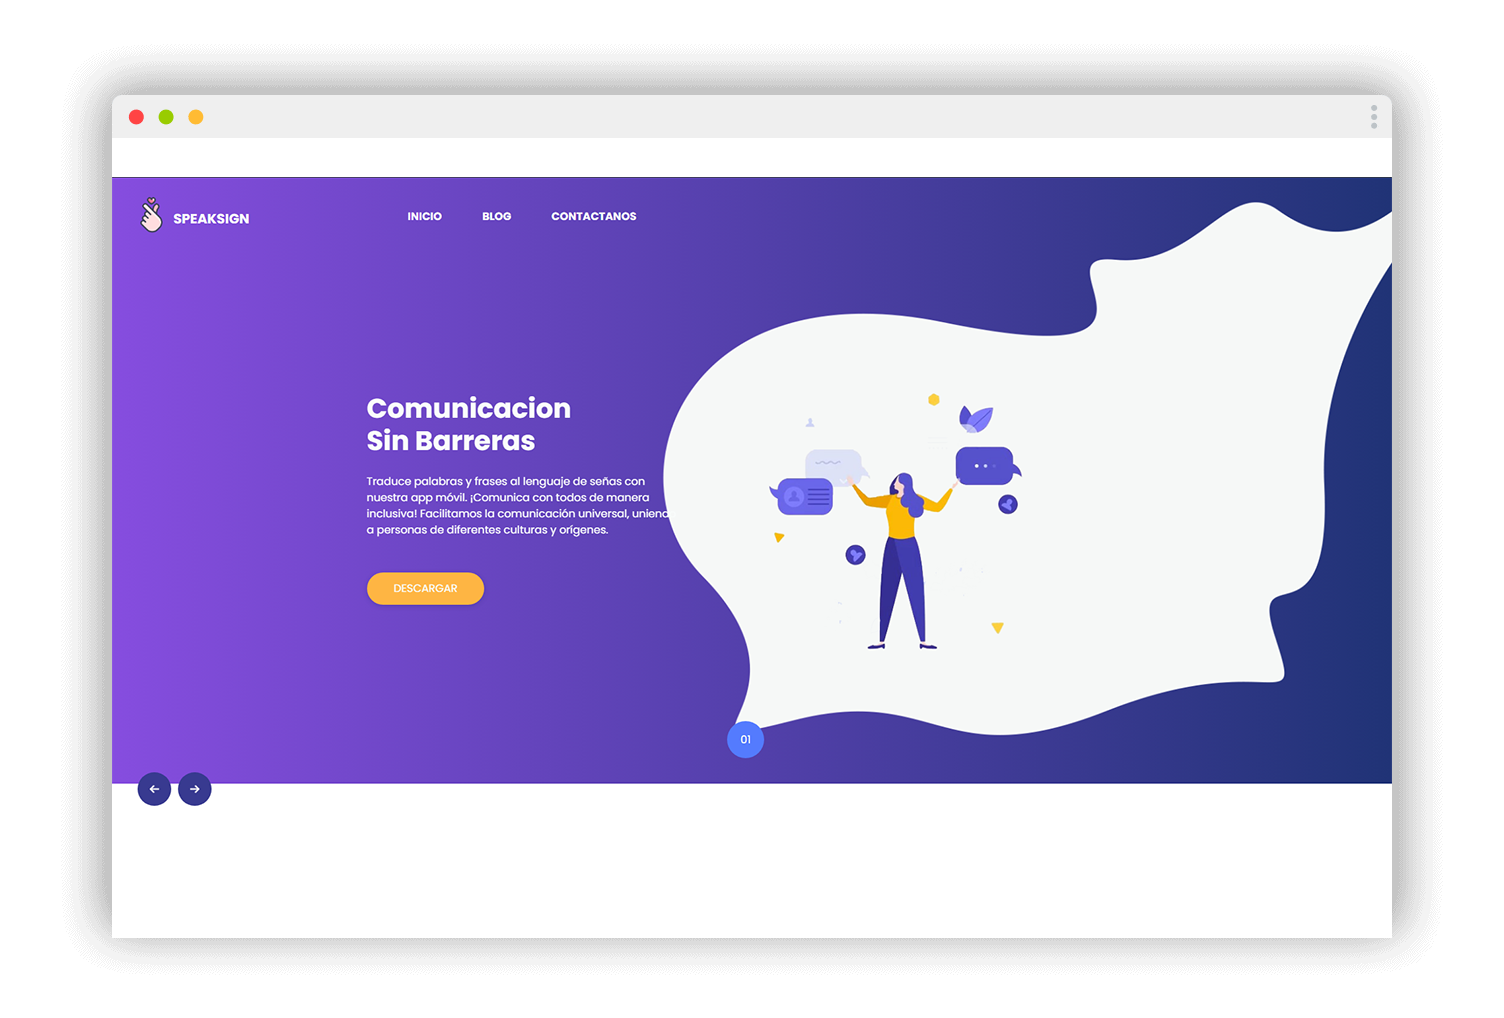 SPEAKSIGN
INICIO
BLOG
CONTACTANOS
Comunicacion
Sin Barreras
Traduce palabras y frases al lenguaje de señas con
nuestra app móvil. ¡Comunica con todos de manera
inclusiva! Facilitamos la comunicación universal, uniend
a personas de diferentes culturas y orígenes.
DESCARGAR
01